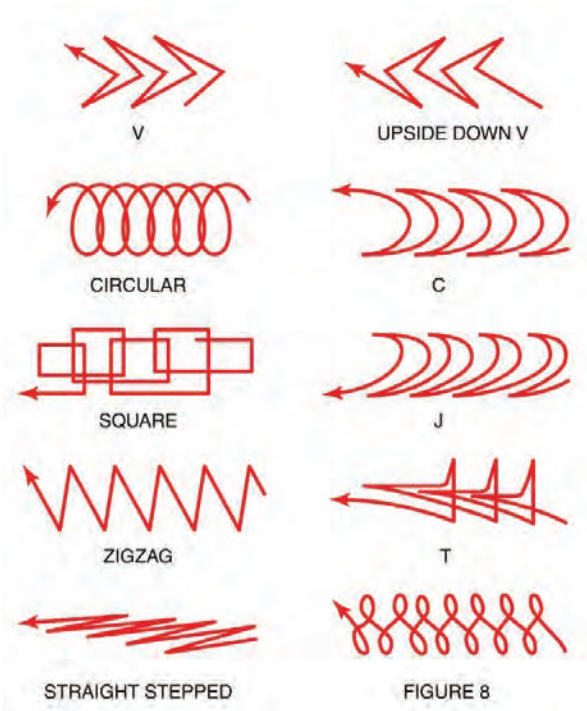 V
UPSIDE DOWN V
CIRCULAR
C
SQUARE
J
ZIGZAG
T
STRAIGHT STEPPED
FIGURE 8